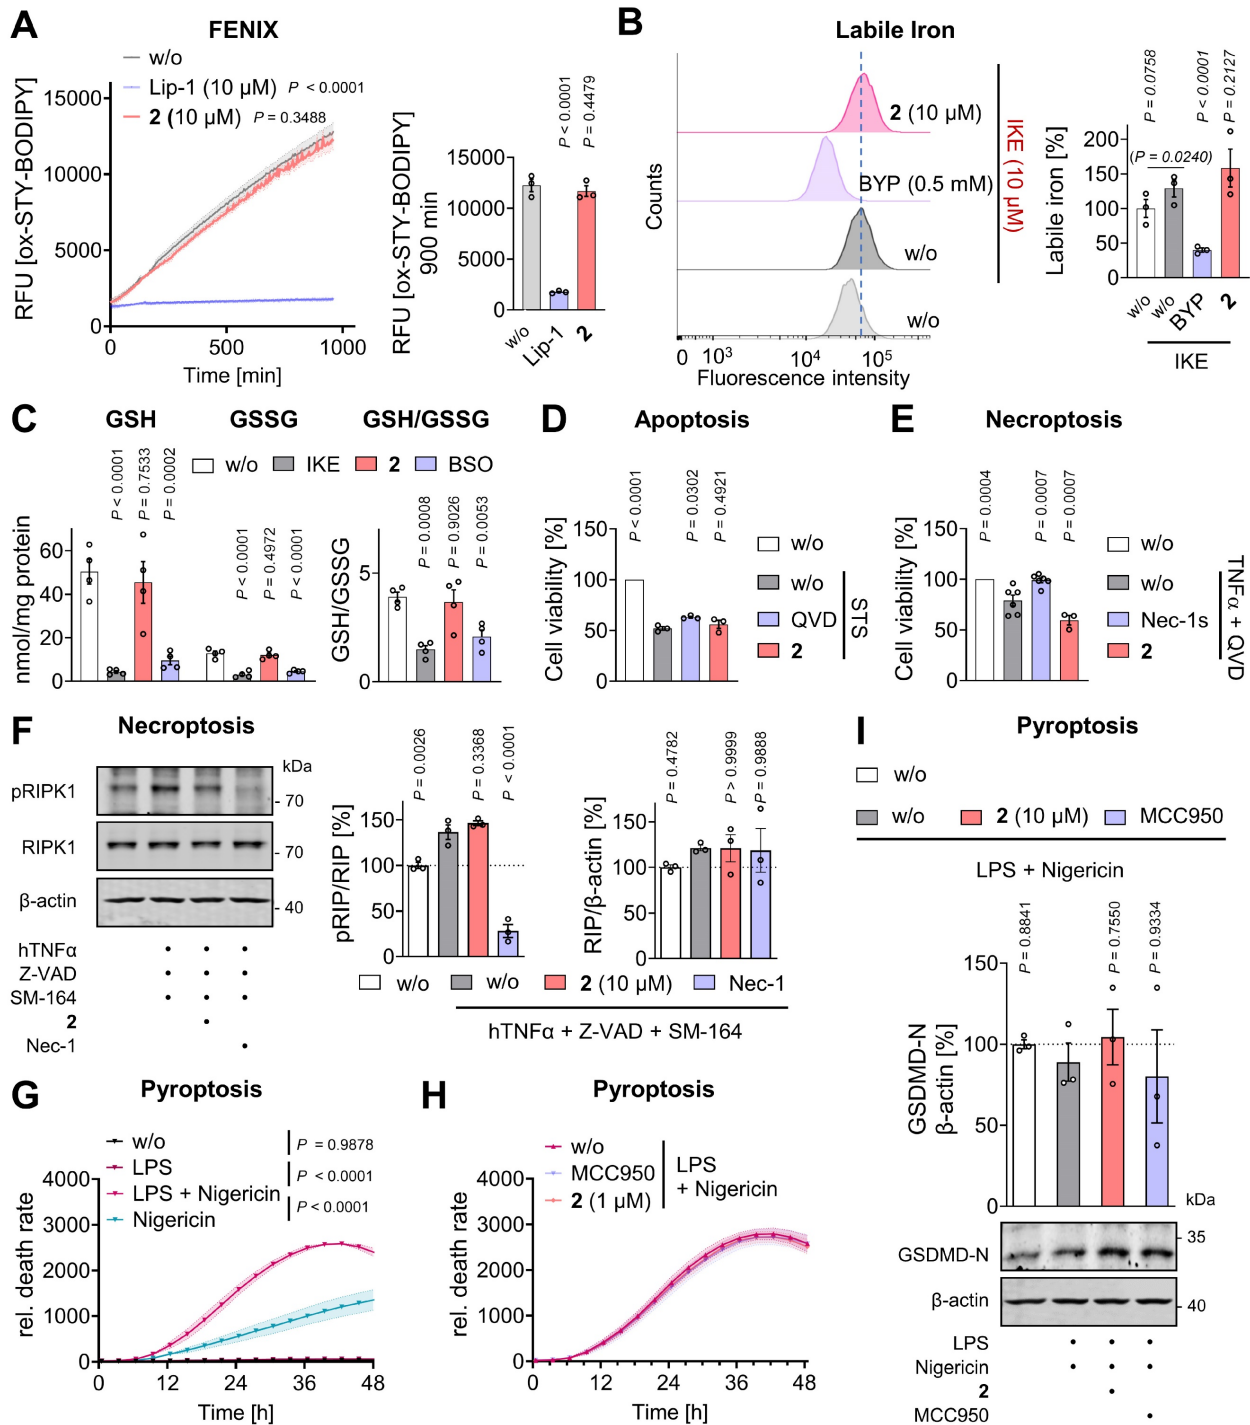 A
FENIX
w/o
Lip-1 (10 µM) P < 0.0001
2 (10 µM) P = 0.3488
RFU [ox-STY-BODIPY]
15000
10000
5000
0
0 500 1000
Time [min]
RFU [ox-STY-BODIPY]
900 min
15000
10000
5000
0
P < 0.0001
P = 0.4479
w/o Lip-1 2
B
Labile Iron
Counts
2 (10 µM)
BYP (0.5 mM)
w/o
w/o
IKE (10 µM)
0 10³ 10⁴ 10⁵
Fluorescence intensity
P = 0.0758
P < 0.0001
P = 0.2127
(P = 0.0240)
Labile iron [%]
200
150
100
50
0
w/o w/o BYP 2
IKE
C
GSH GSSG GSH/GSSG
w/o IKE 2 BSO
P < 0.0001
P = 0.7533
P = 0.0002
P < 0.0001
P = 0.4972
P < 0.0001
nmol/mg protein
60
40
20
0
P = 0.0008
P = 0.9026
P = 0.0053
GSH/GSSG
5
0
D
Apoptosis
P < 0.0001
P = 0.0302
P = 0.4921
Cell viability [%]
150
100
50
0
w/o
w/o
QVD
2
STS
E
Necroptosis
P = 0.0004
P = 0.0007
P = 0.0007
Cell viability [%]
150
100
50
0
w/o
w/o
Nec-1s
2
TNFα + QVD
F
Necroptosis
kDa
pRIPK1
- 70
RIPK1
- 70
β-actin
- 40
hTNFα • • •
Z-VAD • • •
SM-164 • • •
2 •
Nec-1 •
P = 0.0026
P = 0.3368
P < 0.0001
pRIP/RIP [%]
150
100
50
0
P = 0.4782
P > 0.9999
P = 0.9888
RIP/β-actin [%]
150
100
50
0
w/o w/o 2 (10 µM) Nec-1
hTNFα + Z-VAD + SM-164
G
Pyroptosis
w/o
LPS
LPS + Nigericin
Nigericin
P = 0.9878
P < 0.0001
P < 0.0001
rel. death rate
4000
3000
2000
1000
0
0 12 24 36 48
Time [h]
H
Pyroptosis
w/o
MCC950
2 (1 µM)
LPS
+ Nigericin
rel. death rate
4000
3000
2000
1000
0
0 12 24 36 48
Time [h]
I
Pyroptosis
w/o
w/o 2 (10 µM) MCC950
LPS + Nigericin
P = 0.8841
P = 0.7550
P = 0.9334
GSDMD-N
β-actin [%]
150
100
50
0
kDa
GSDMD-N
- 35
β-actin
- 40
LPS • • •
Nigericin • • •
2 •
MCC950 •